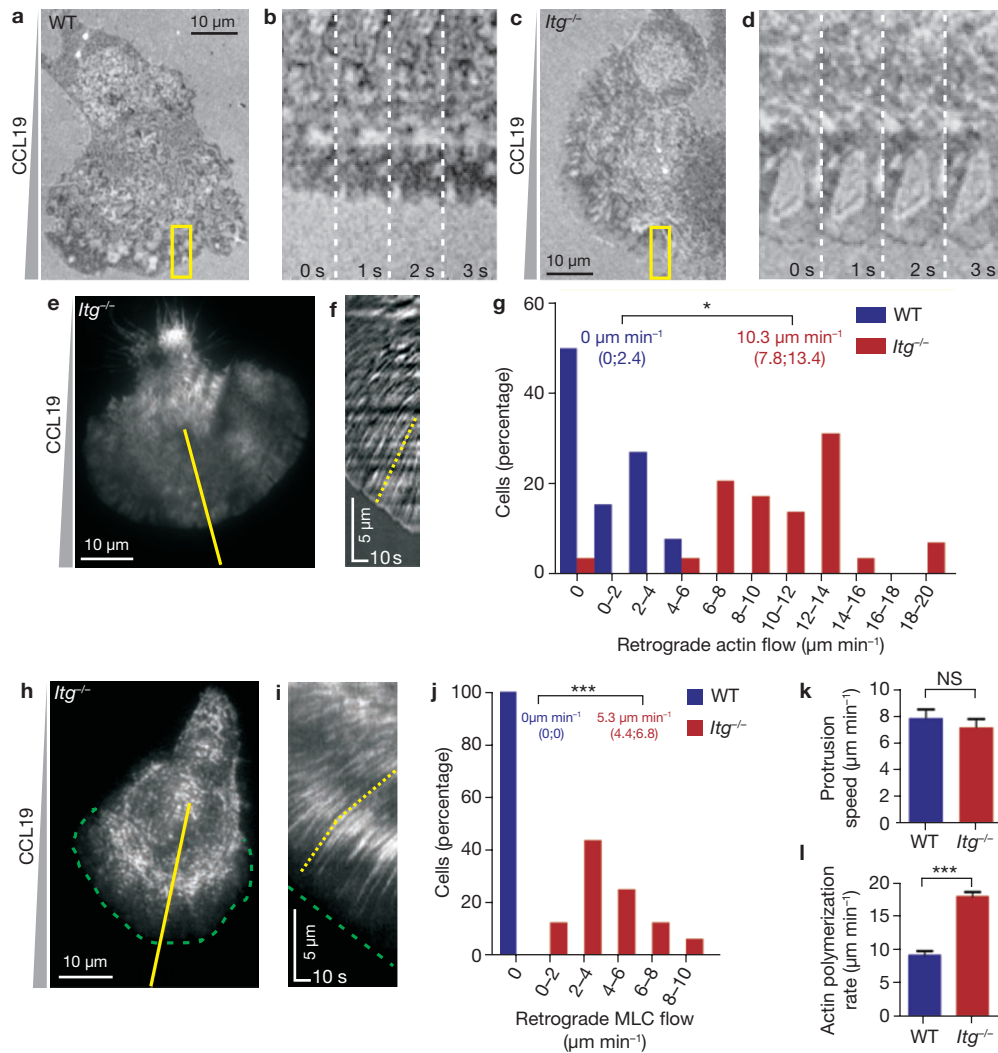 a WT 10 µm
CCL19
b
0 s 1 s 2 s 3 s
c Itg–/–
CCL19
10 µm
d
0 s 1 s 2 s 3 s
e Itg–/–
CCL19
10 µm
f
5 µm
10 s
g
60
40
20
0
Cells (percentage)
*
0 µm min–1
(0;2.4)
10.3 µm min–1
(7.8;13.4)
WT
Itg–/–
0 0–2 2–4 4–6 6–8 8–10 10–12 12–14 14–16 16–18 18–20
Retrograde actin flow (µm min–1)
h Itg–/–
CCL19
10 µm
i
5 µm
10 s
j
100
80
60
40
20
0
Cells (percentage)
***
0µm min–1
(0;0)
5.3 µm min–1
(4.4;6.8)
WT
Itg–/–
0 0–2 2–4 4–6 6–8 8–10
Retrograde MLC flow
(µm min–1)
k
NS
10
8
6
4
2
0
Protrusion
speed (µm min–1)
WT Itg–/–
l
***
20
15
10
5
0
Actin polymerization
rate (µm min–1)
WT Itg–/–